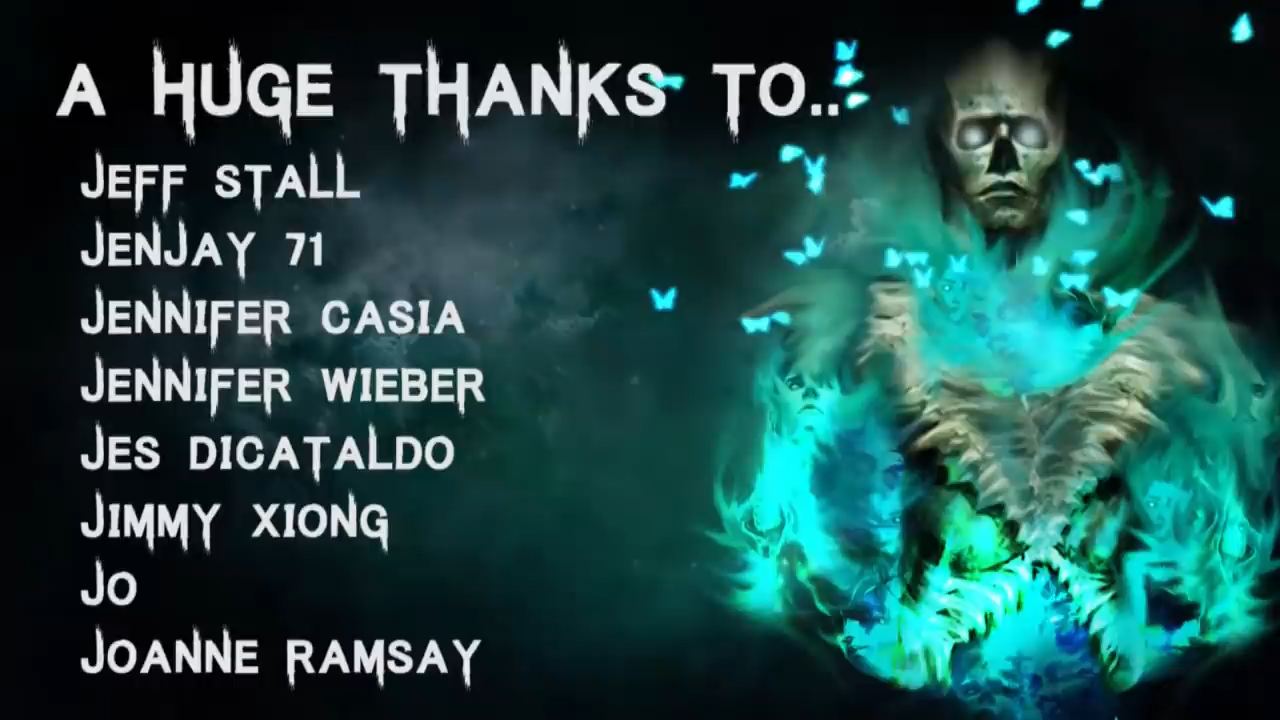 A HUGE THANKS TO..
JEFF STALL
JENJAY 71
JENNIFER CASIA
JENNIFER WIEBER
JES DICATALDO
JIMMY XIONG
JO
JOANNE RAMSAY